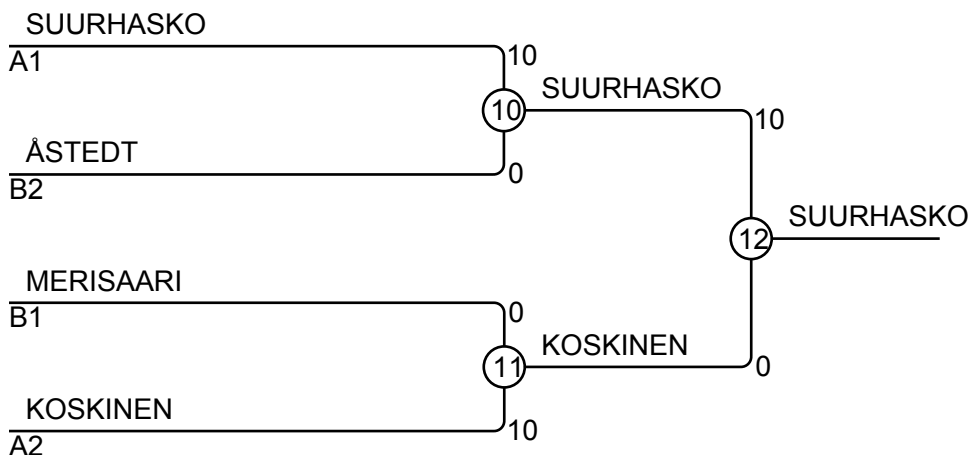 SUURHASKO
A1
10
10
SUURHASKO
10
ÅSTEDT
B2
0
12
SUURHASKO
MERISAARI
B1
0
11
KOSKINEN
0
KOSKINEN
A2
10